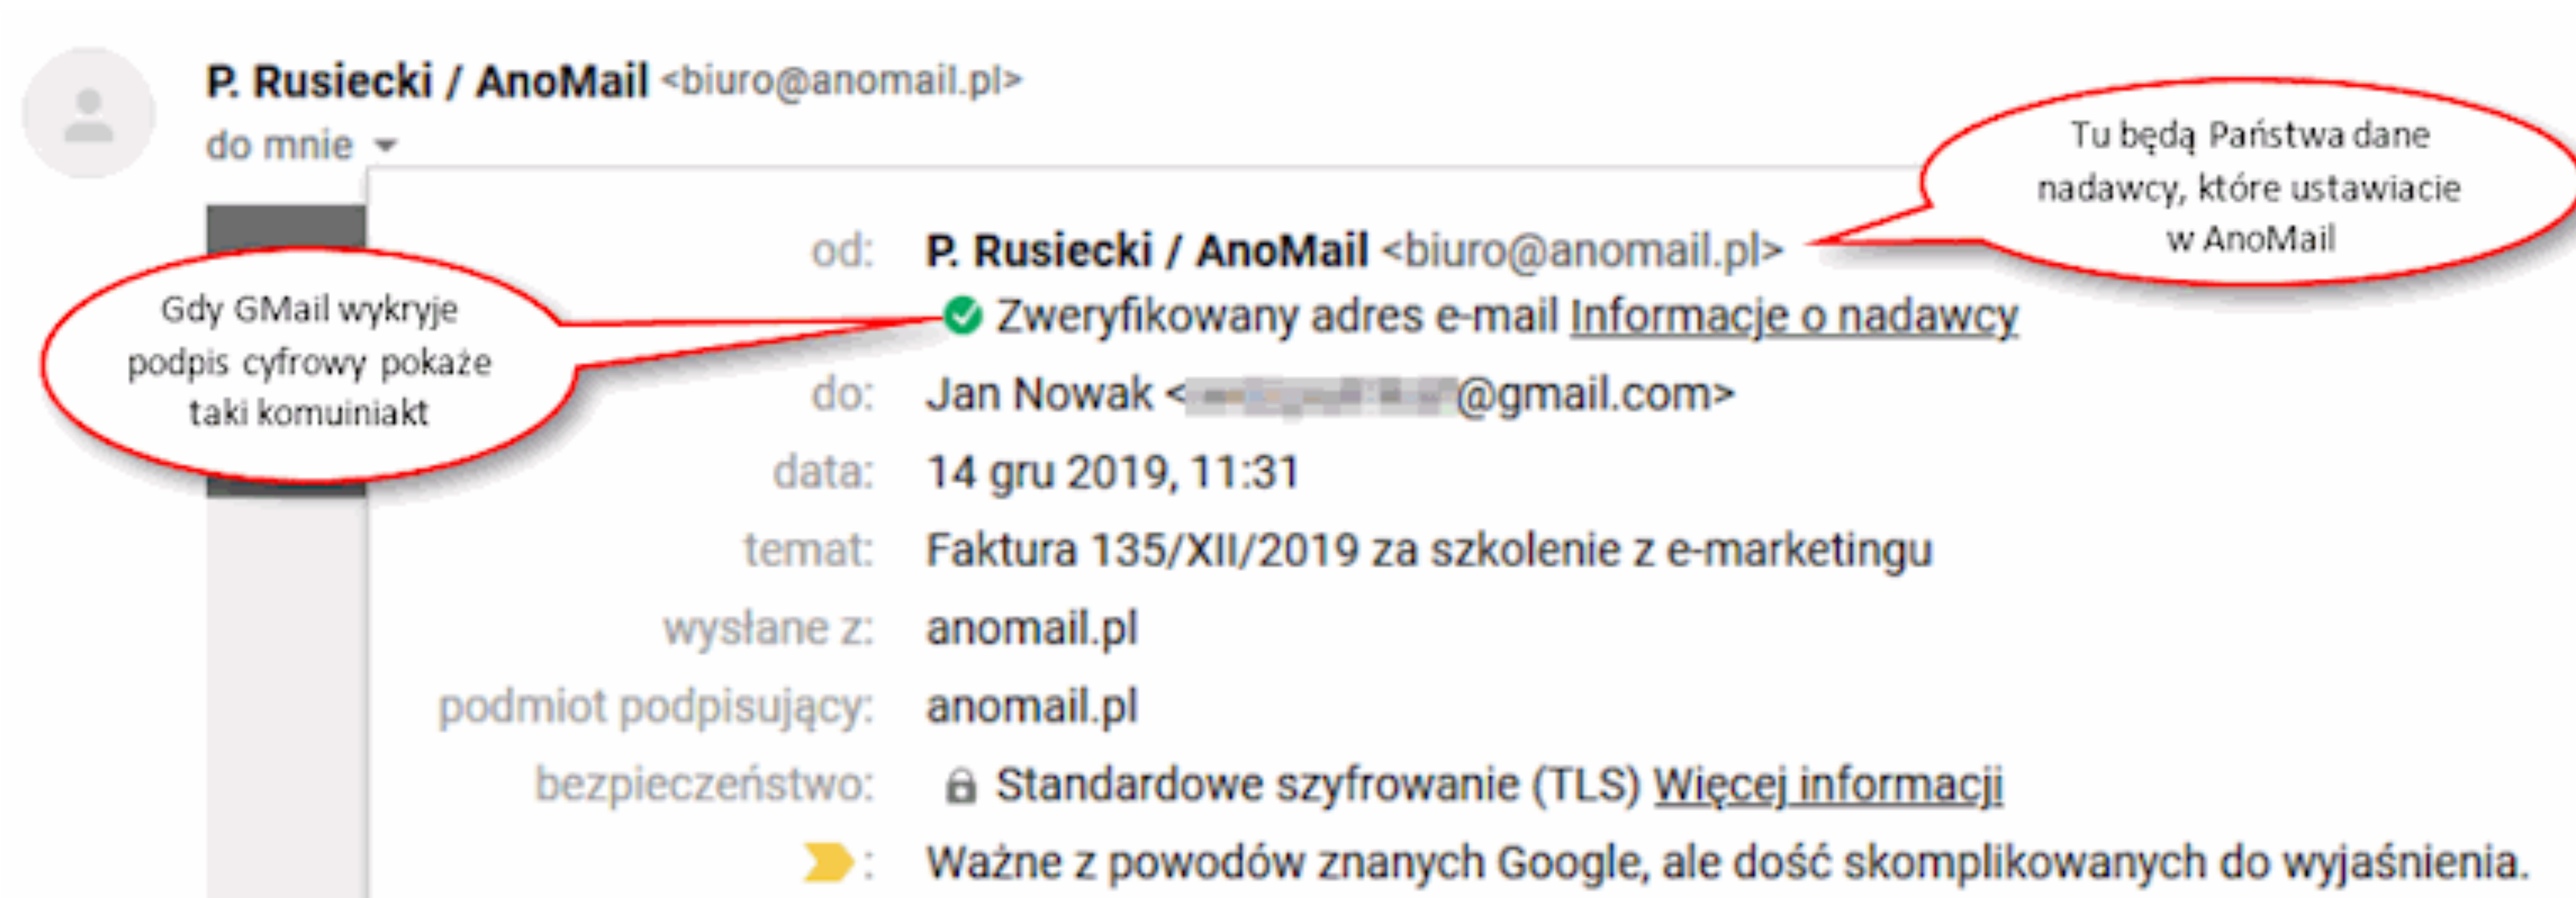 P. Rusiecki / AnoMail <biuro@anomail.pl>
do mnie
Tu będą Państwa dane
nadawcy, które ustawiacie
w AnoMail
od: P. Rusiecki / AnoMail <biuro@anomail.pl>
Gdy GMail wykryje
podpis cyfrowy pokaże
taki komuiniakt
Zweryfikowany adres e-mail Informacje o nadawcy
do: Jan Nowak < @gmail.com>
data: 14 gru 2019, 11:31
temat: Faktura 135/XII/2019 za szkolenie z e-marketingu
wysłane z: anomail.pl
podmiot podpisujący: anomail.pl
bezpieczeństwo: Standardowe szyfrowanie (TLS) Więcej informacji
: Ważne z powodów znanych Google, ale dość skomplikowanych do wyjaśnienia.